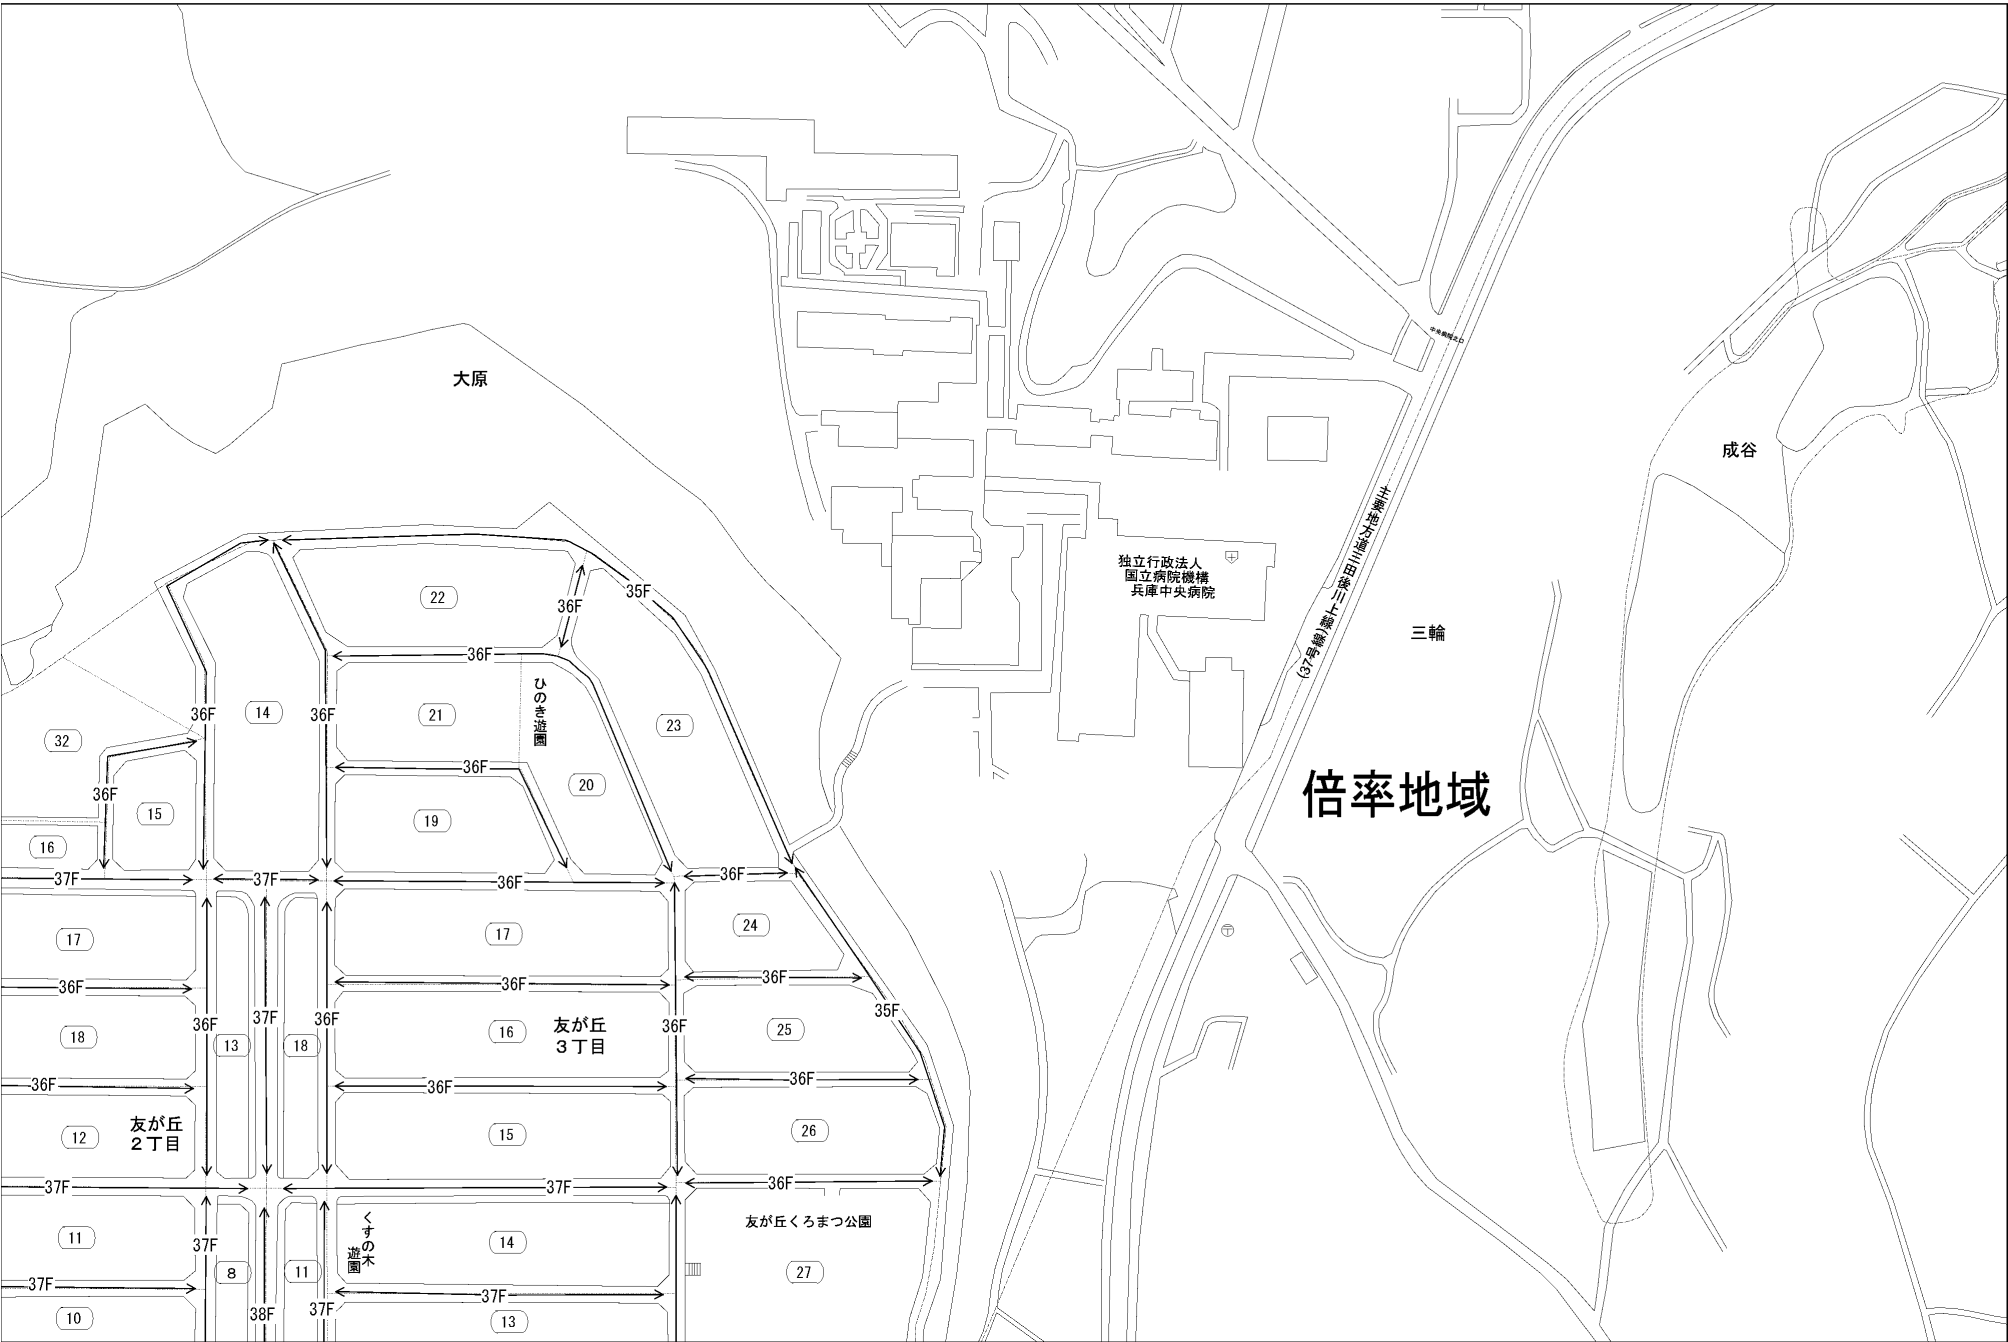 中央病院北口
大原
成谷
主要地方道三田後川上線(37号線)
独立行政法人
国立病院機構
兵庫中央病院
三輪
倍率地域
22
36F
35F
36F
ひのき遊園
36F
14
36F
21
23
32
36F
36F
20
15
19
16
37F
37F
36F
36F
17
17
24
36F
36F
36F
35F
36F
37F
36F
36F
18
13
18
16
友が丘
3丁目
25
36F
36F
36F
友が丘
2丁目
12
15
26
37F
37F
36F
友が丘くろまつ公園
くすの木
遊園
11
37F
8
11
14
27
37F
38F
37F
37F
10
13